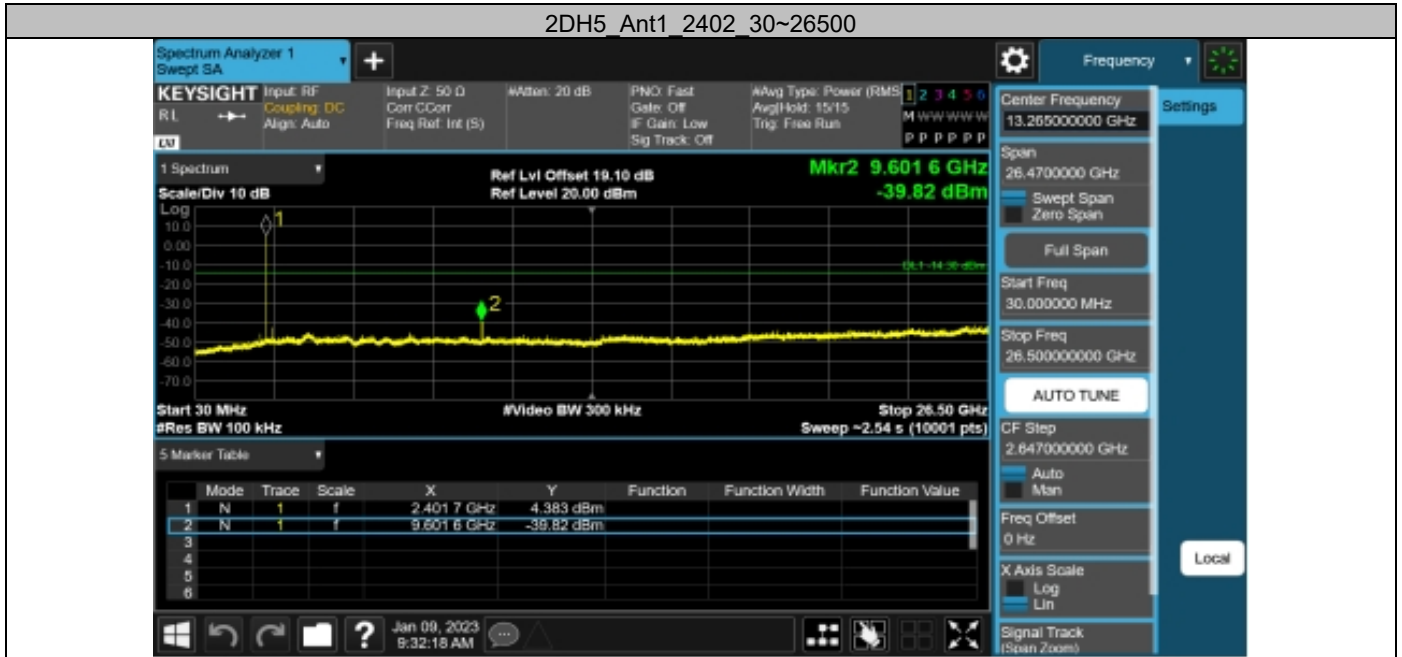 2DH5_Ant1_2402_30~26500
Spectrum Analyzer 1
Swept SA
Frequency
KEYSIGHT
RL
Input: RF
Coupling: DC
Align: Auto
Input Z: 50 Ω
Corr CCorr
Freq Ref: Int (S)
#Atten: 20 dB
PNO: Fast
Gate: Off
IF Gain: Low
Sig Track: Off
#Avg Type: Power (RMS
Avg|Hold: 15/15
Trig: Free Run
1 2 3 4 5 6
M W W W W W
P P P P P P
Center Frequency
13.265000000 GHz
Settings
1 Spectrum
Scale/Div 10 dB
Ref Lvl Offset 19.10 dB
Ref Level 20.00 dBm
Mkr2 9.601 6 GHz
-39.82 dBm
Span
26.4700000 GHz
Swept Span
Zero Span
Full Span
Start Freq
30.000000 MHz
Stop Freq
26.500000000 GHz
AUTO TUNE
CF Step
2.647000000 GHz
Auto
Man
Freq Offset
0 Hz
X Axis Scale
Log
Lin
Signal Track
(Span Zoom)
Local
Log
10.0
0.00
-10.0
-20.0
-30.0
-40.0
-50.0
-60.0
-70.0
1
2
DL1 -14.30 dBm
Start 30 MHz
#Video BW 300 kHz
Stop 26.50 GHz
#Res BW 100 kHz
Sweep ~2.54 s (10001 pts)
5 Marker Table
Mode Trace Scale X Y Function Function Width Function Value
1 N 1 f 2.401 7 GHz 4.383 dBm
2 N 1 f 9.601 6 GHz -39.82 dBm
3
4
5
6
Jan 09, 2023
9:32:18 AM